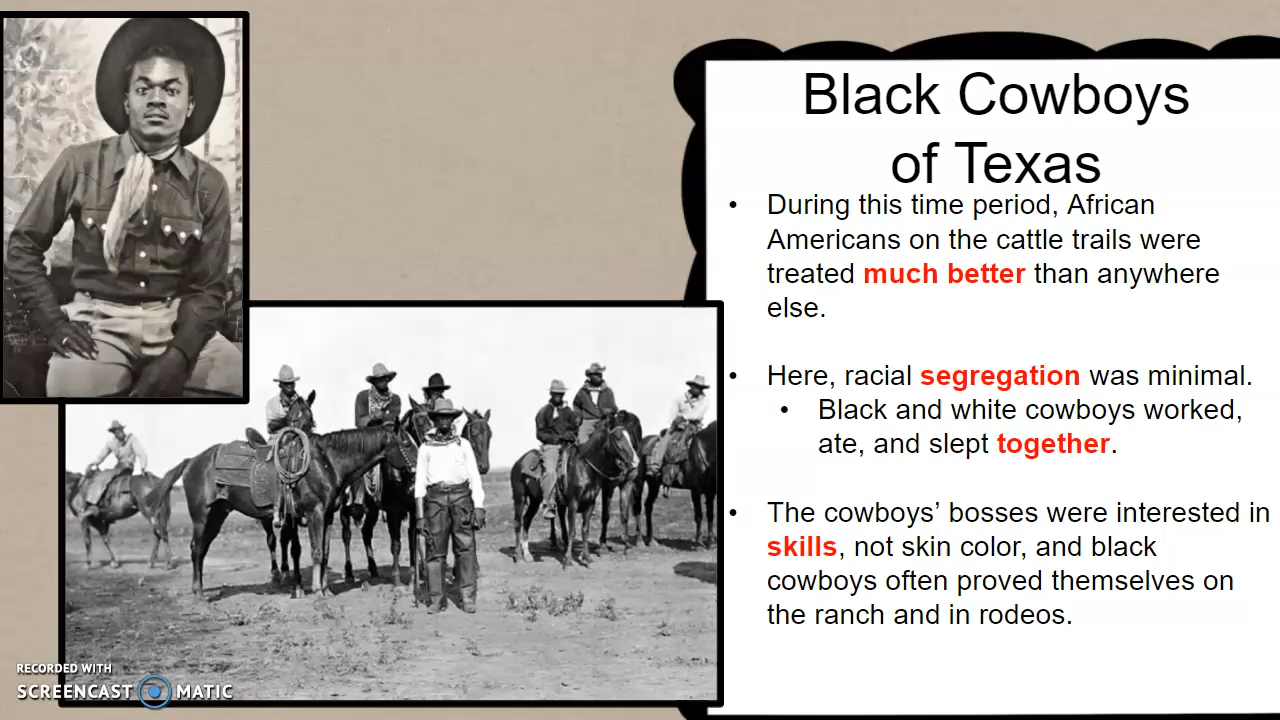 Black Cowboys
of Texas
• During this time period, African
Americans on the cattle trails were
treated much better than anywhere
else.
• Here, racial segregation was minimal.
• Black and white cowboys worked,
ate, and slept together.
• The cowboys’ bosses were interested in
skills, not skin color, and black
cowboys often proved themselves on
the ranch and in rodeos.
RECORDED WITH
SCREENCAST MATIC